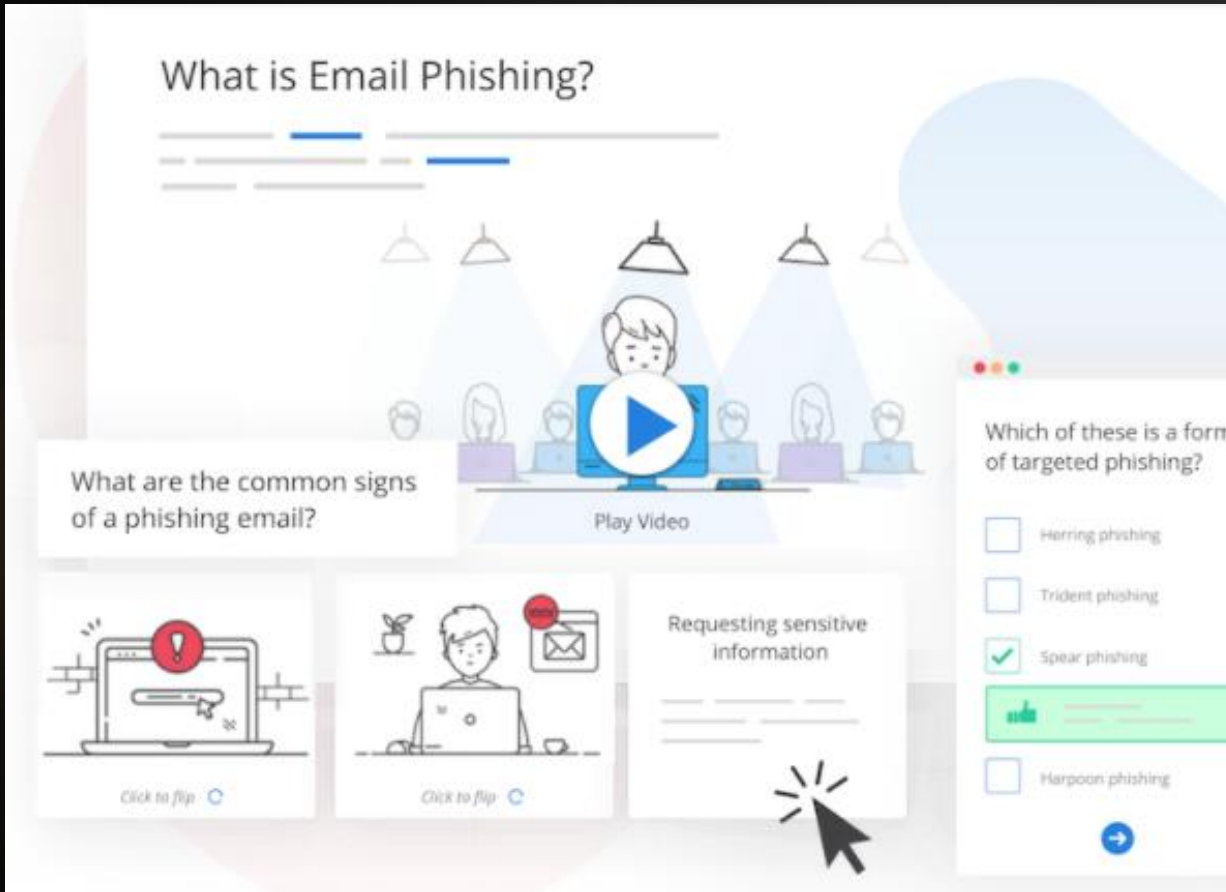 What is Email Phishing?
Play Video
What are the common signs
of a phishing email?
Click to flip
Click to flip
Requesting sensitive
information
Which of these is a form
of targeted phishing?
Herring phishing
Trident phishing
Spear phishing
Harpoon phishing